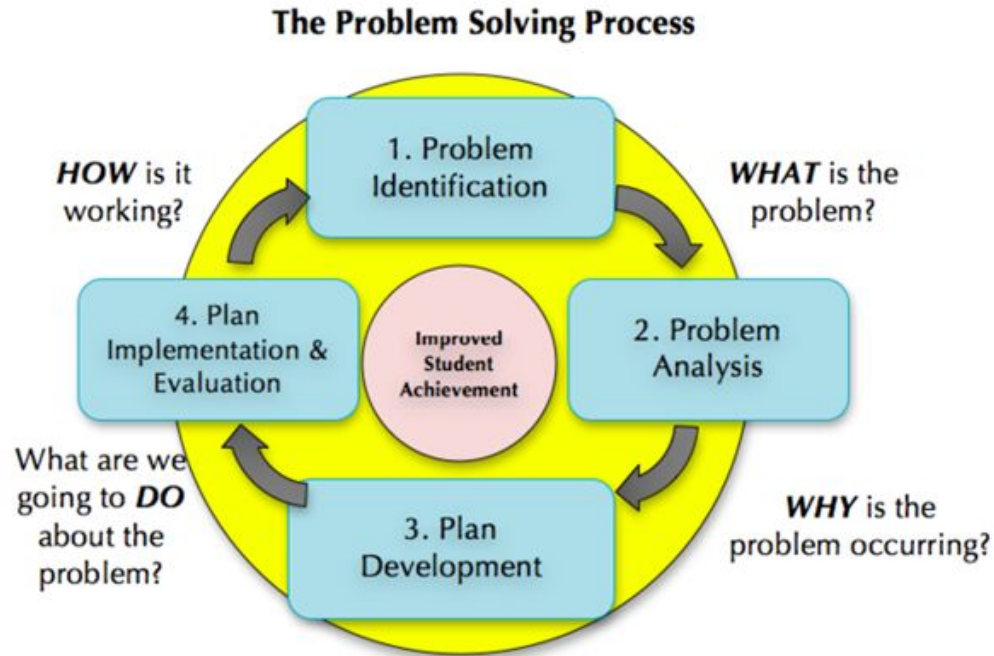 The Problem Solving Process
1. Problem
Identification
HOW is it
working?
WHAT is the
problem?
4. Plan
Implementation &
Evaluation
Improved
Student
Achievement
2. Problem
Analysis
What are we
going to DO
about the
problem?
3. Plan
Development
WHY is the
problem occurring?